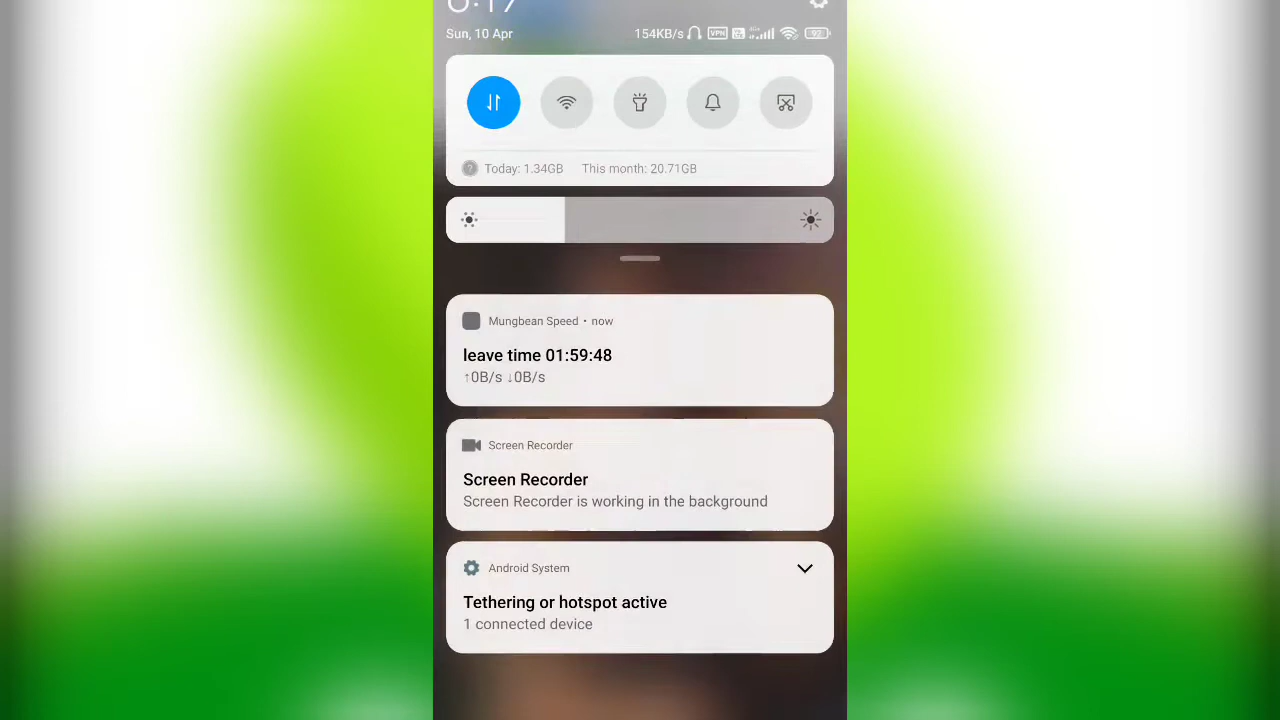 Sun, 10 Apr
154KB/s VPN 92
Today: 1.34GB This month: 20.71GB
Mungbean Speed • now
leave time 01:59:48
↑0B/s ↓0B/s
Screen Recorder
Screen Recorder
Screen Recorder is working in the background
Android System
Tethering or hotspot active
1 connected device